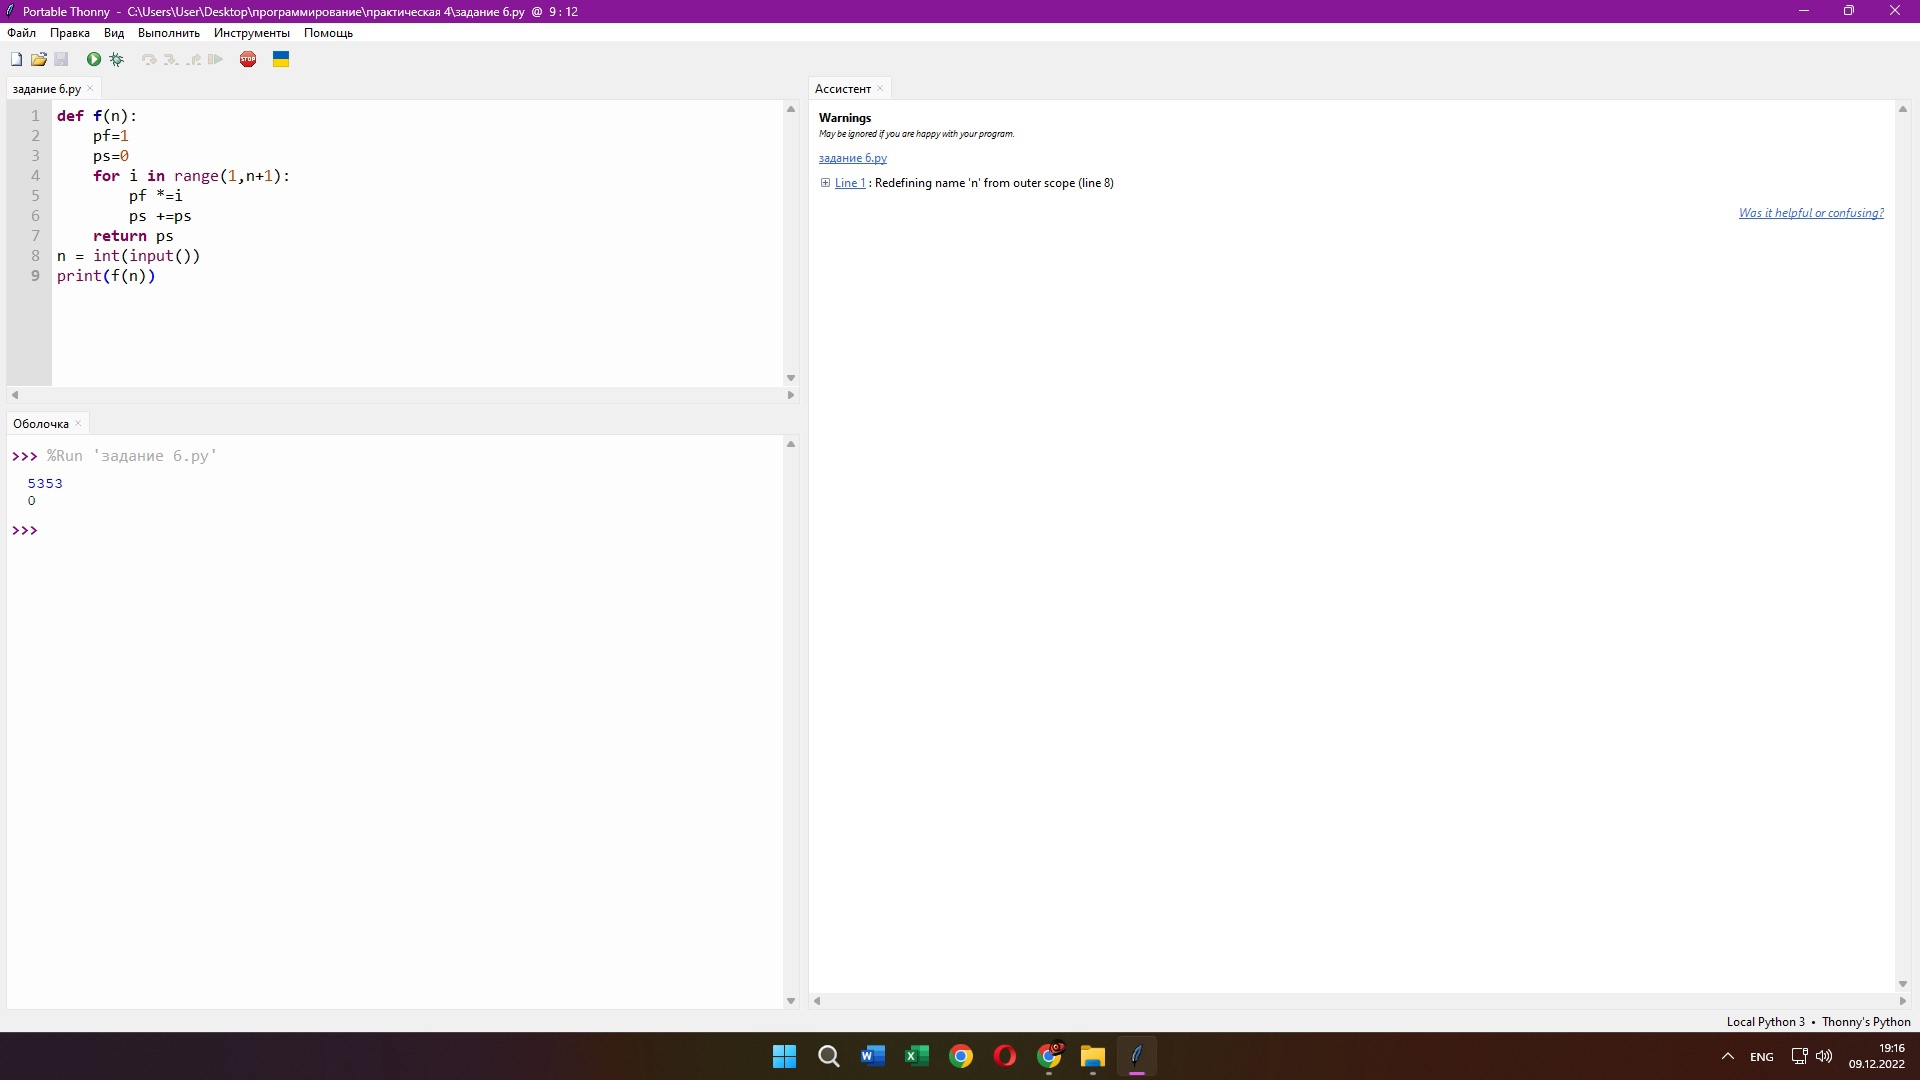 Portable Thonny - C:\Users\User\Desktop\программирование\практическая 4\задание 6.py @ 9 : 12
Файл Правка Вид Выполнить Инструменты Помощь
STOP
задание 6.py ×
1 def f(n):
2     pf=1
3     ps=0
4     for i in range(1,n+1):
5         pf *=i
6         ps +=ps
7     return ps
8 n = int(input())
9 print(f(n))
Оболочка ×
>>> %Run 'задание 6.py'
5353
0
>>>
Ассистент ×
Warnings
May be ignored if you are happy with your program.
задание 6.py
Line 1 : Redefining name 'n' from outer scope (line 8)
Was it helpful or confusing?
Local Python 3 • Thonny's Python
ENG
19:16
09.12.2022